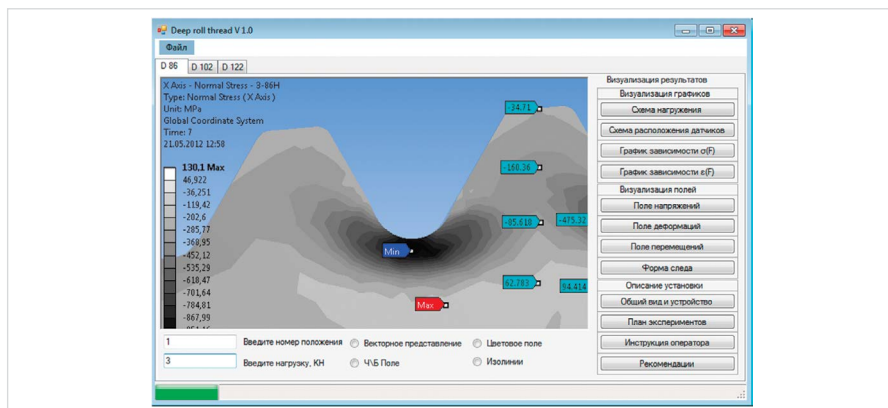 Deep roll thread V 1.0
Файл
D 86 D 102 D 122
X Axis - Normal Stress - 3-86H
Type: Normal Stress (X Axis)
Unit: MPa
Global Coordinate System
Time: 7
21.05.2012 12:58
130,1 Max
46,922
-36,251
-119,42
-202,6
-285,77
-368,95
-452,12
-535,29
-618,47
-701,64
-784,81
-867,99
-34.71
-160.36
-85.618
-475.32
62.783
94.414
Min
Max
1 Введите номер положения
3 Введите нагрузку, КН
Векторное представление
Цветовое поле
Ч\Б Поле
Изолинии
Визуализация результатов
Визуализация графиков
Схема нагружения
Схема расположения датчиков
График зависимости σ(F)
График зависимости ε(F)
Визуализация полей
Поле напряжений
Поле деформаций
Поле перемещений
Форма следа
Описание установки
Общий вид и устройство
План экспериментов
Инструкция оператора
Рекомендации